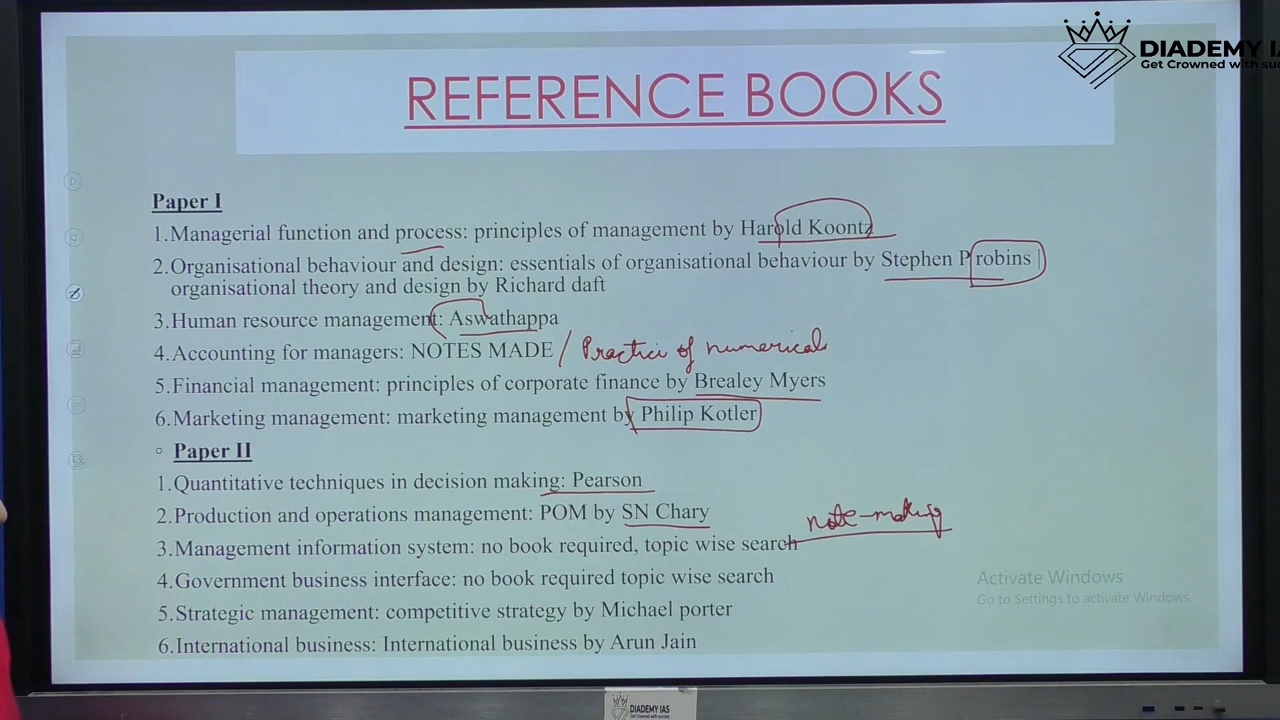 DIADEMY IAS
Get Crowned with suc
REFERENCE BOOKS
Paper I
1.Managerial function and process: principles of management by Harold Koontz
2.Organisational behaviour and design: essentials of organisational behaviour by Stephen P robins |
organisational theory and design by Richard daft
3.Human resource management: Aswathappa
4.Accounting for managers: NOTES MADE / Practice of numericals
5.Financial management: principles of corporate finance by Brealey Myers
6.Marketing management: marketing management by Philip Kotler
Paper II
1.Quantitative techniques in decision making: Pearson
2.Production and operations management: POM by SN Chary
note-making
3.Management information system: no book required, topic wise search
4.Government business interface: no book required topic wise search
Activate Windows
Go to Settings to activate Windows.
5.Strategic management: competitive strategy by Michael porter
6.International business: International business by Arun Jain
DIADEMY IAS
Get Crowned with success